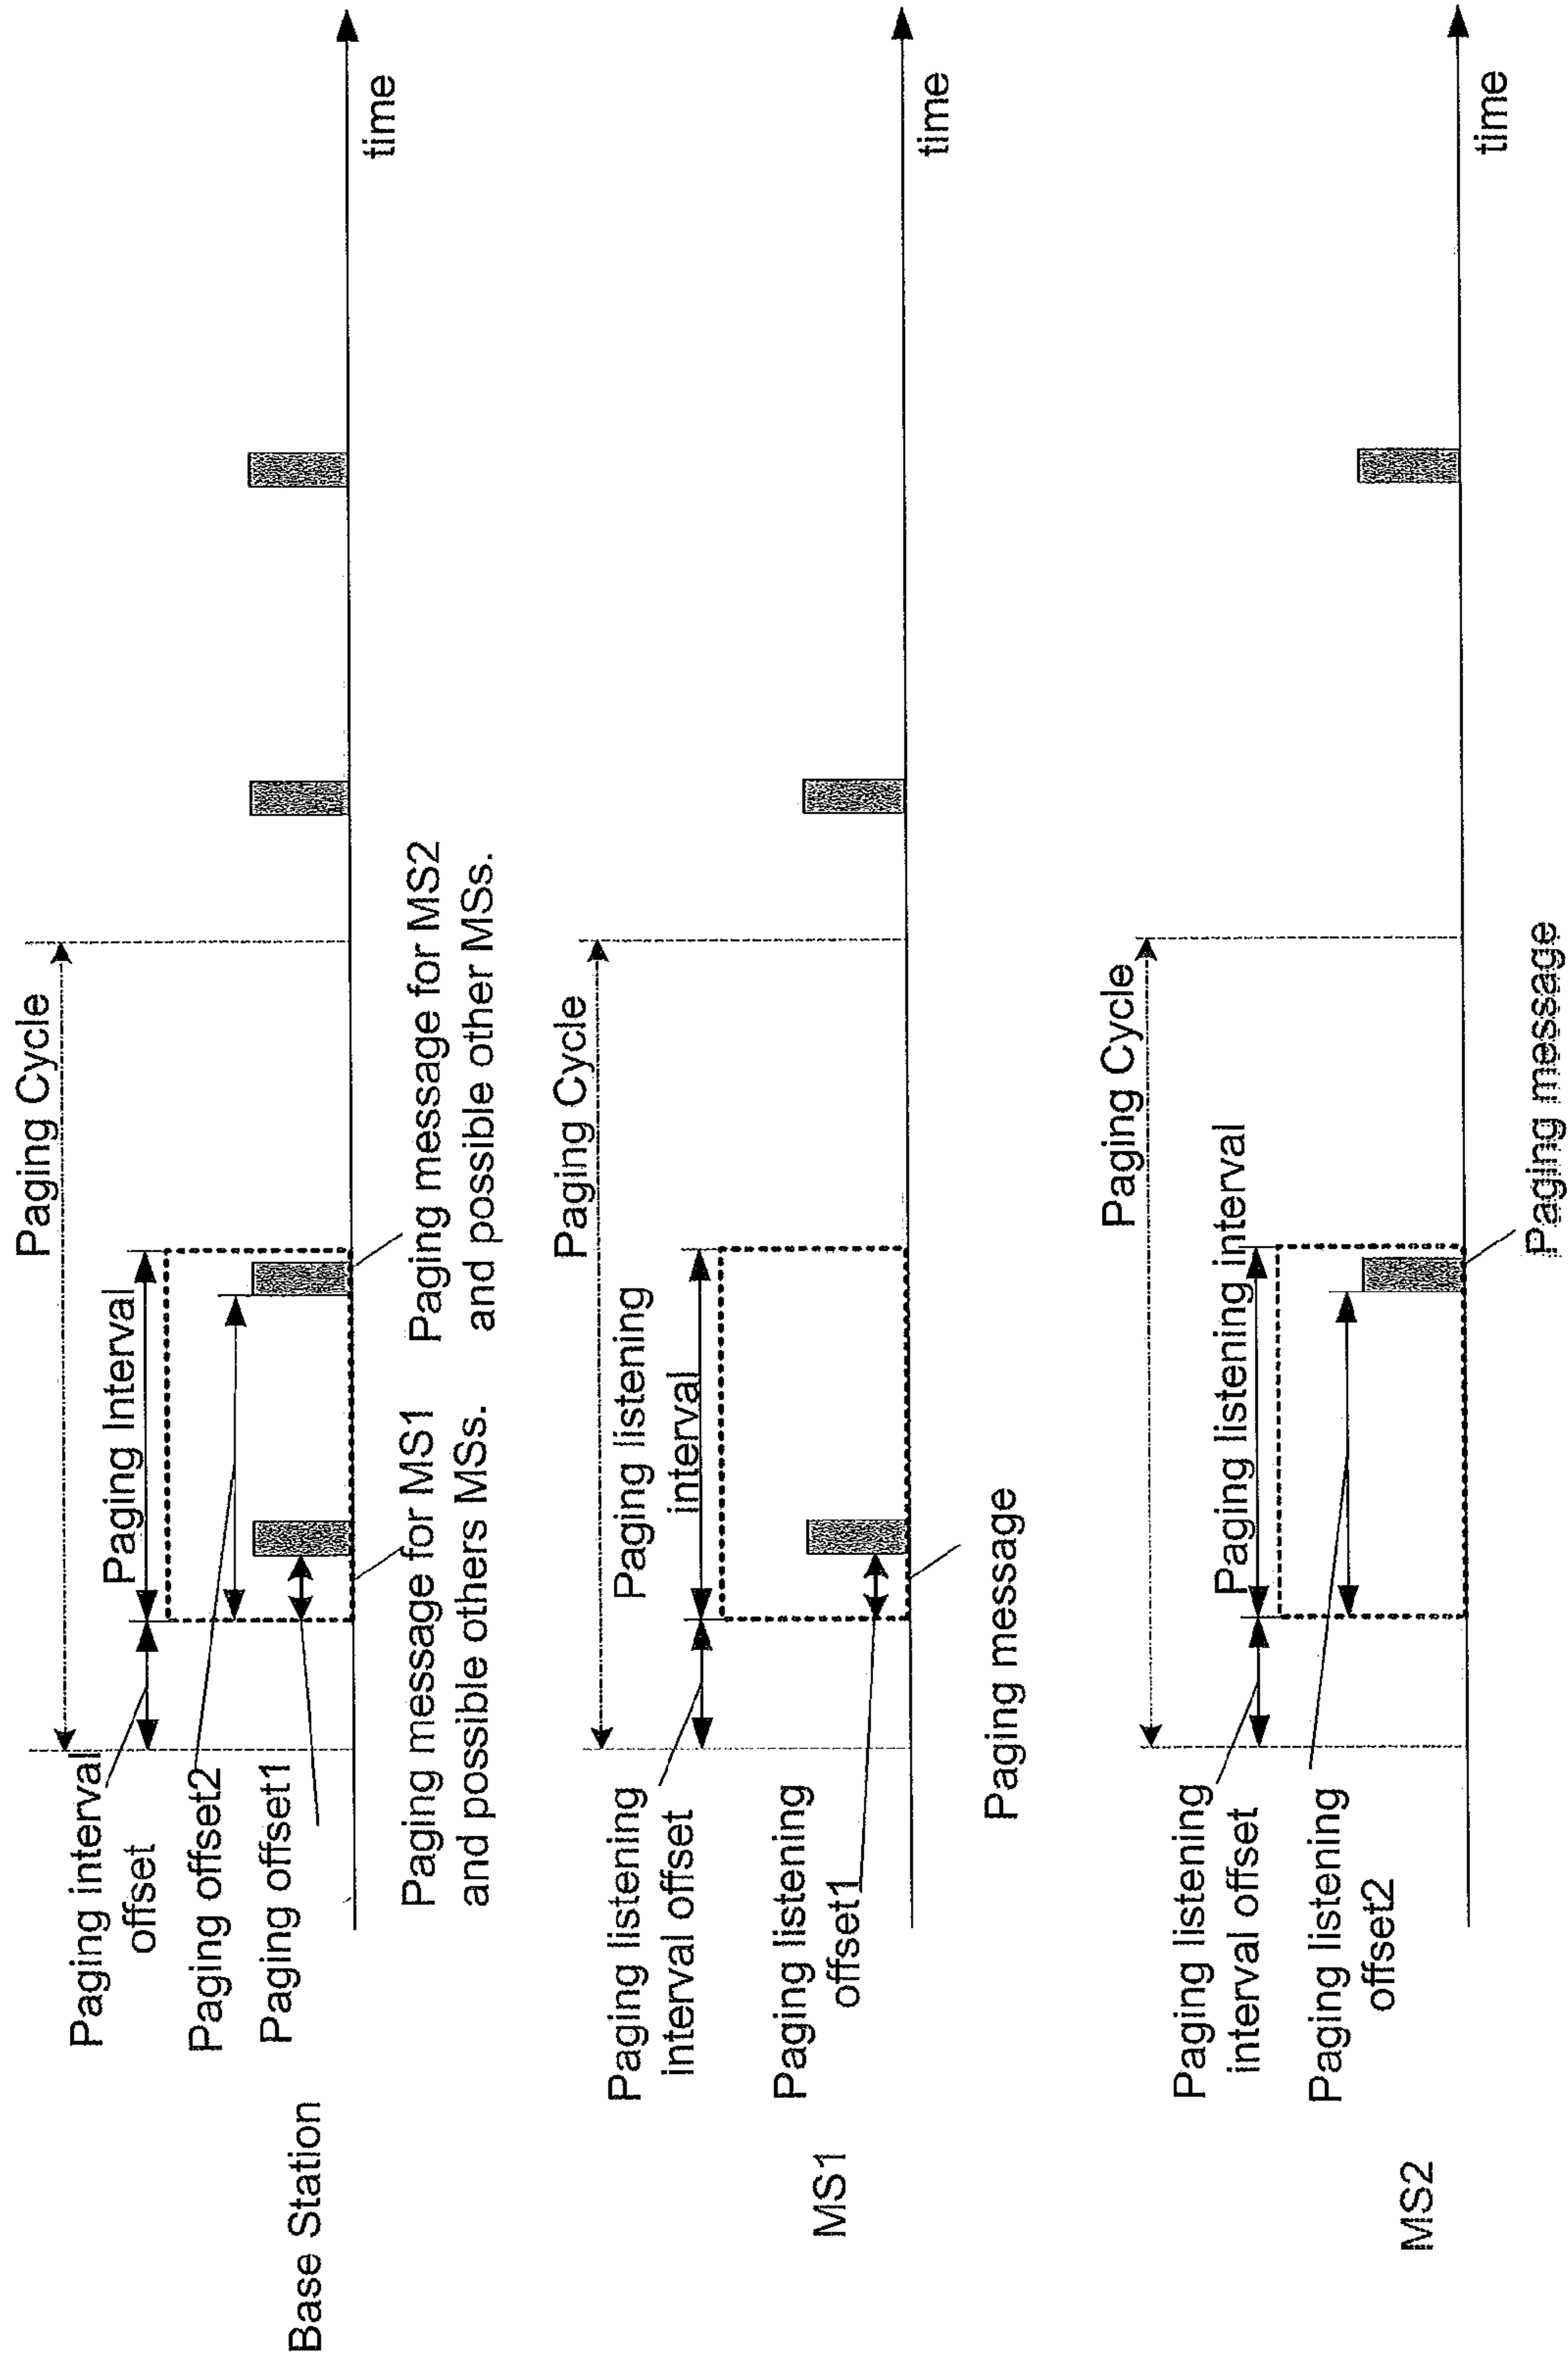 Base Station
Paging interval
offset
Paging offset2
Paging offset1
Paging Interval
Paging Cycle
Paging message for MS1
and possible others MSs.
Paging message for MS2
and possible other MSs.
time
MS1
Paging listening
interval offset
Paging listening
offset1
Paging listening
interval
Paging Cycle
Paging message
time
MS2
Paging listening
interval offset
Paging listening
offset2
Paging listening interval
Paging Cycle
Paging message
time